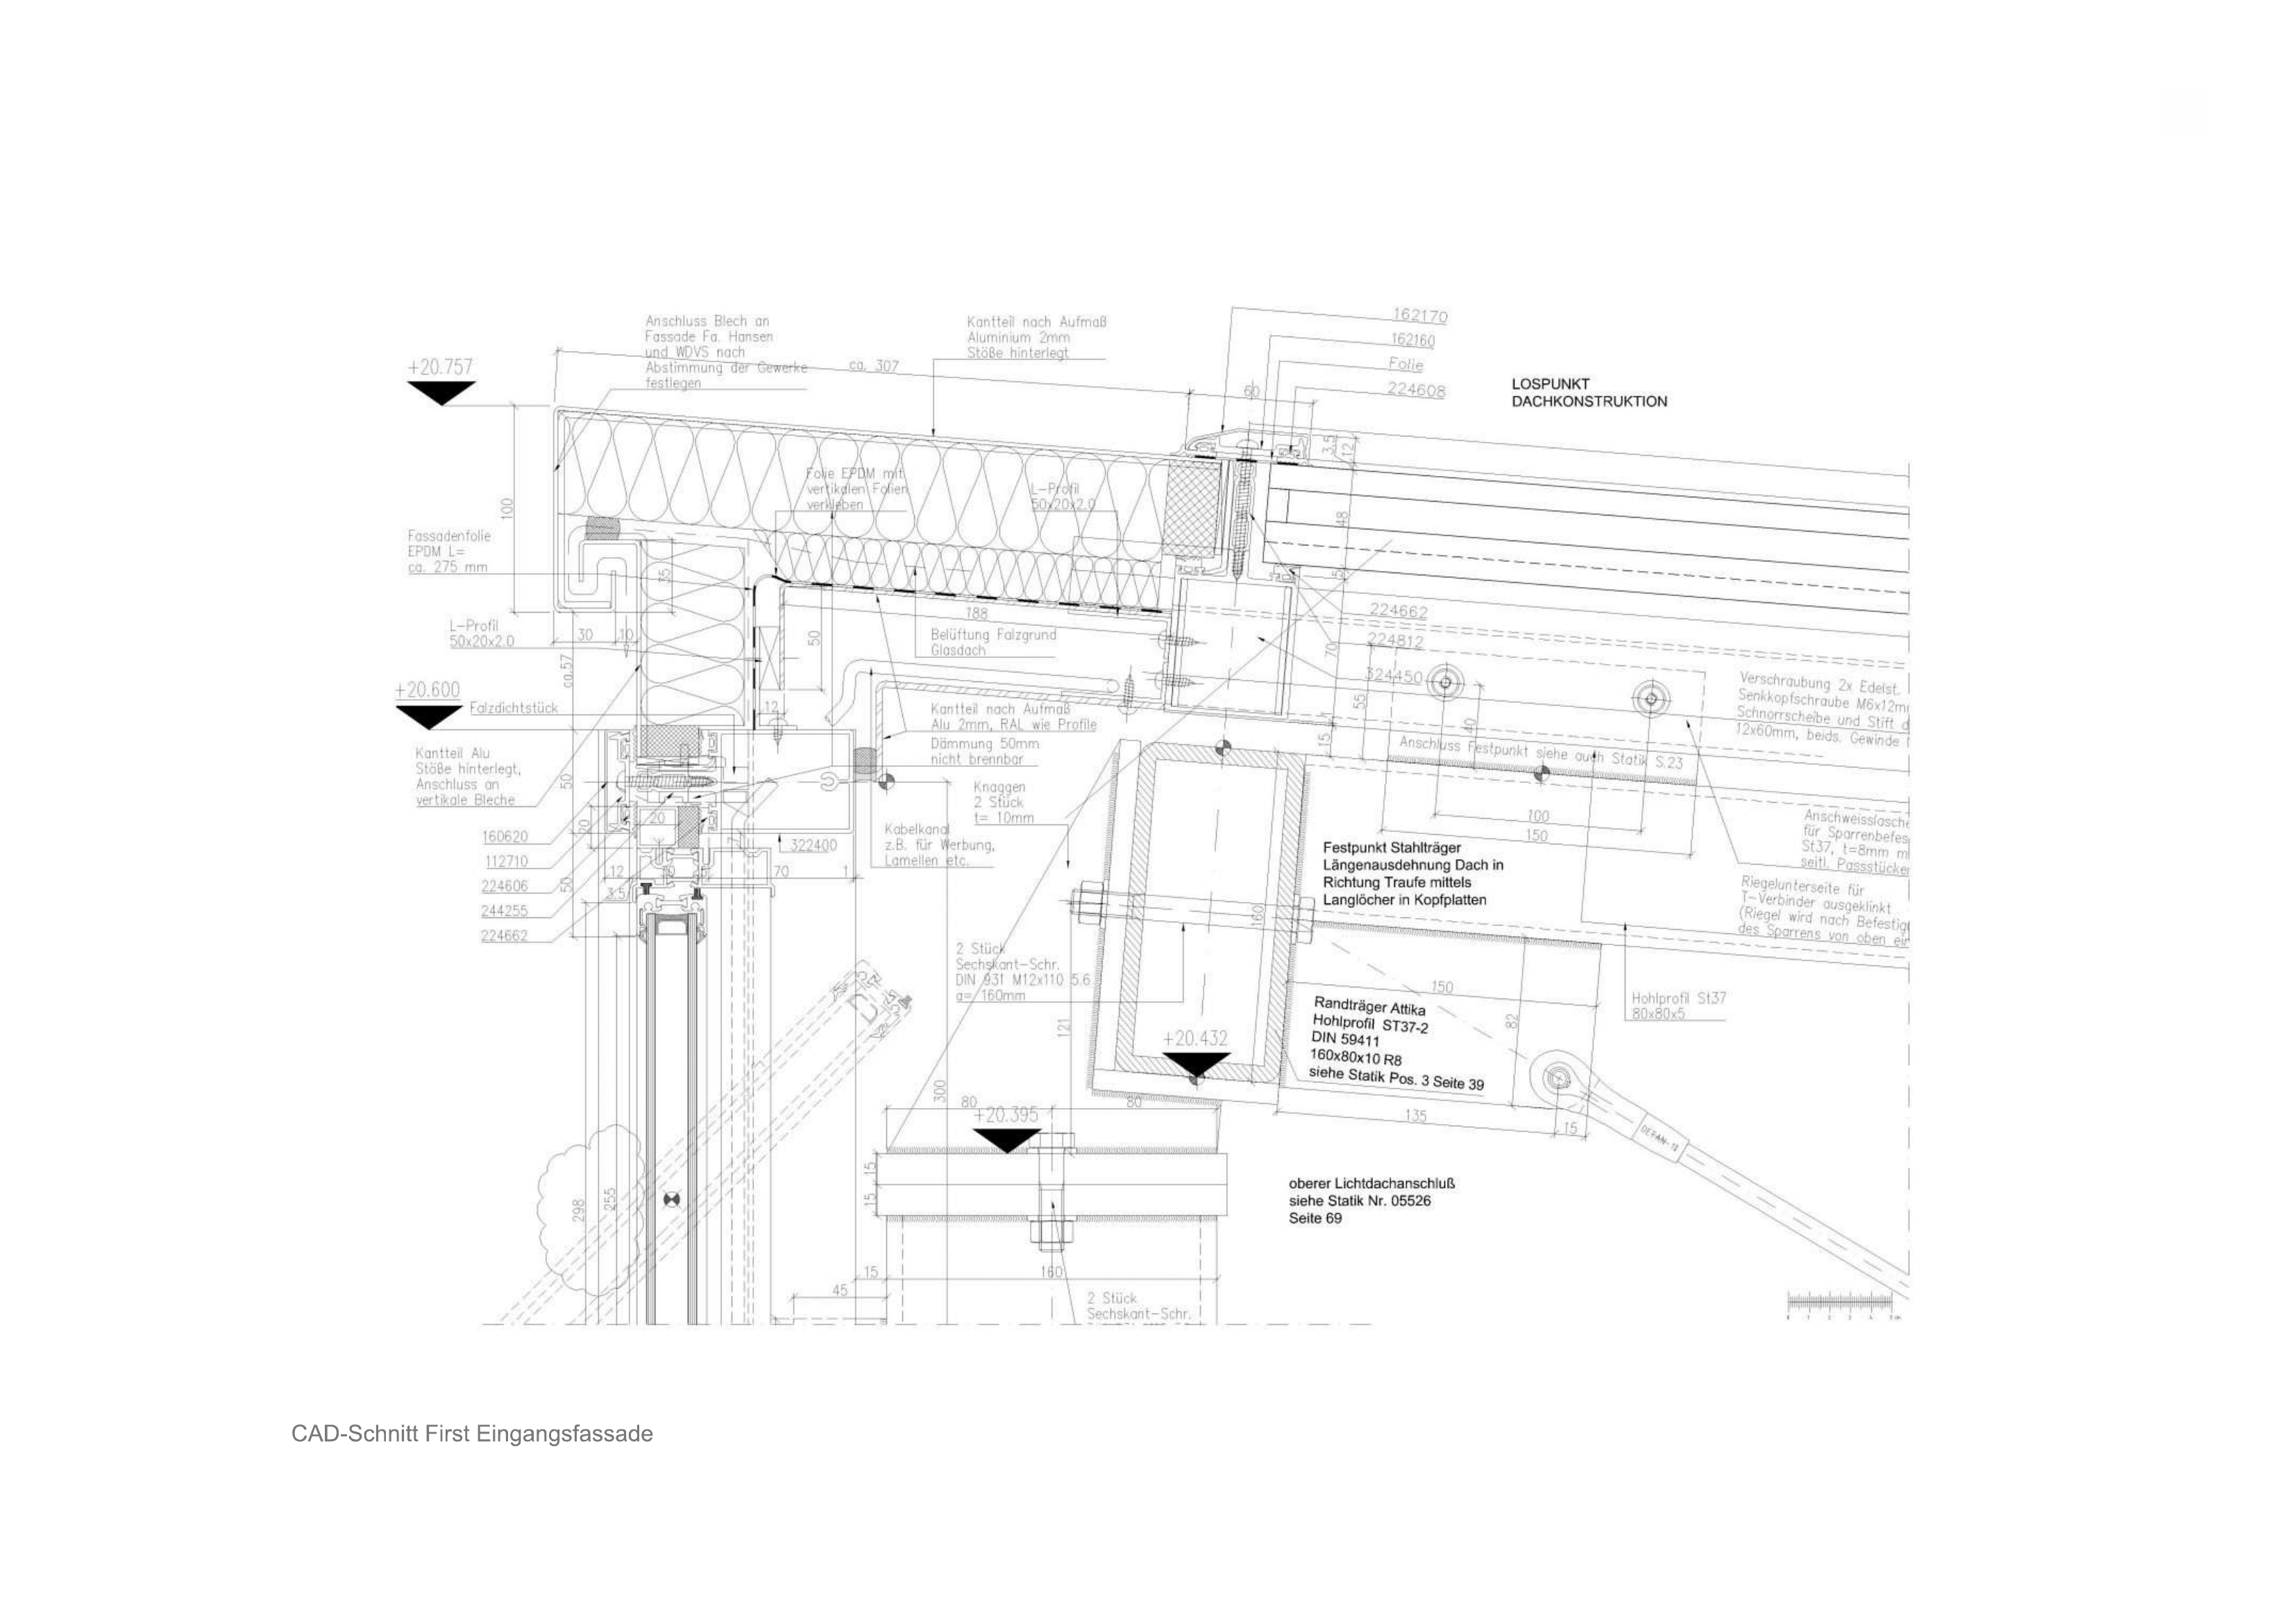 Anschluss Blech an
Fassade Fa. Hansen
und WDVS nach
Abstimmung der Gewerke
festlegen
ca. 307
Kantteil nach Aufmaß
Aluminium 2mm
Stöße hinterlegt
162170
162160
Folie
224608
60
LOSPUNKT
DACHKONSTRUKTION
+20.757
3,5
12
100
Folie EPDM mit
vertikalen Folien
verkleben
L-Profil
50x20x2.0
48
Fassadenfolie
EPDM L=
ca. 275 mm
35
5
188
L-Profil
50x20x2.0
30
10
50
Belüftung Falzgrund
Glasdach
224662
224812
324450
70
55
40
ca.57
+20.600
Falzdichtstück
12
Kantteil nach Aufmaß
Alu 2mm, RAL wie Profile
Dämmung 50mm
nicht brennbar
15
1
Verschraubung 2x Edelst.
Senkkopfschraube M6x12m
Schnorrscheibe und Stift d
12x60mm, beids. Gewinde
Anschluss Festpunkt siehe auch Statik S.23
Kantteil Alu
Stöße hinterlegt,
Anschluss an
vertikale Bleche
50
Knaggen
2 Stück
t= 10mm
100
150
Anschweisslasche
für Sparrenbefes
St37, t=8mm m
seitl. Passstücke
160620
112710
224606
244255
224662
20
20
7
322400
Kabelkanal
z.B. für Werbung,
Lamellen etc.
12
70
1
3.5
50
Festpunkt Stahlträger
Längenausdehnung Dach in
Richtung Traufe mittels
Langlöcher in Kopfplatten
Riegelunterseite für
T-Verbinder ausgeklinkt
(Riegel wird nach Befestig
des Sparrens von oben ei
160
2 Stück
Sechskant-Schr.
DIN 931 M12x110 5.6
a= 160mm
150
82
Hohlprofil St37
80x80x5
Randträger Attika
Hohlprofil ST37-2
DIN 59411
160x80x10 R8
siehe Statik Pos. 3 Seite 39
121
+20.432
300
80
80
+20.395
135
15
DETAN-12
15
15
298
255
oberer Lichtdachanschluß
siehe Statik Nr. 05526
Seite 69
15
160
45
2 Stück
Sechskant-Schr.
CAD-Schnitt First Eingangsfassade